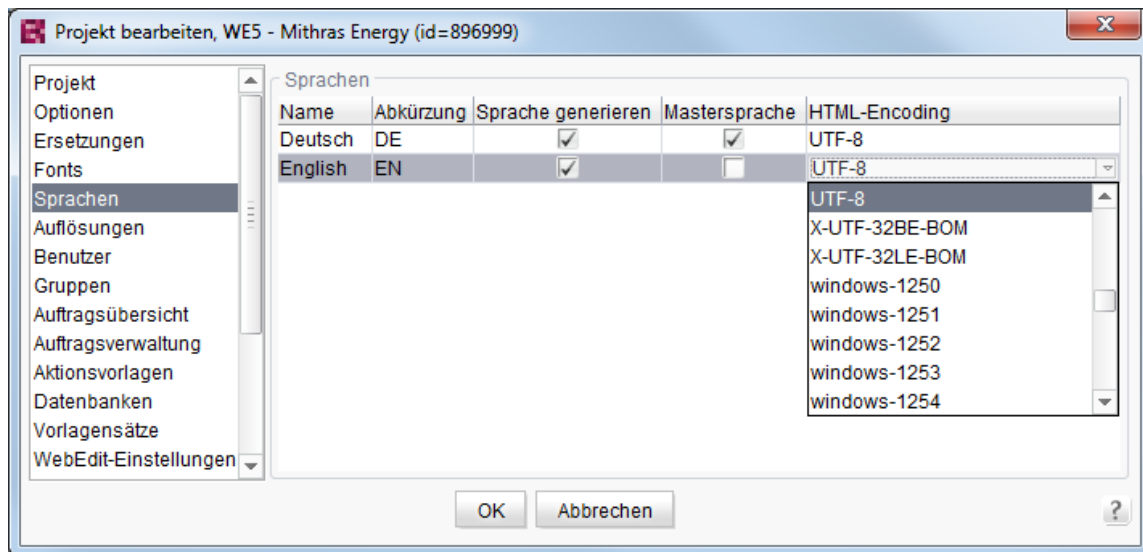 Projekt bearbeiten, WE5 - Mithras Energy (id=896999)
Projekt
Optionen
Ersetzungen
Fonts
Sprachen
Auflösungen
Benutzer
Gruppen
Auftragsübersicht
Auftragsverwaltung
Aktionsvorlagen
Datenbanken
Vorlagensätze
WebEdit-Einstellungen
Sprachen
Name Abkürzung Sprache generieren Mastersprache HTML-Encoding
Deutsch DE UTF-8
English EN UTF-8
UTF-8
X-UTF-32BE-BOM
X-UTF-32LE-BOM
windows-1250
windows-1251
windows-1252
windows-1253
windows-1254
OK Abbrechen ?